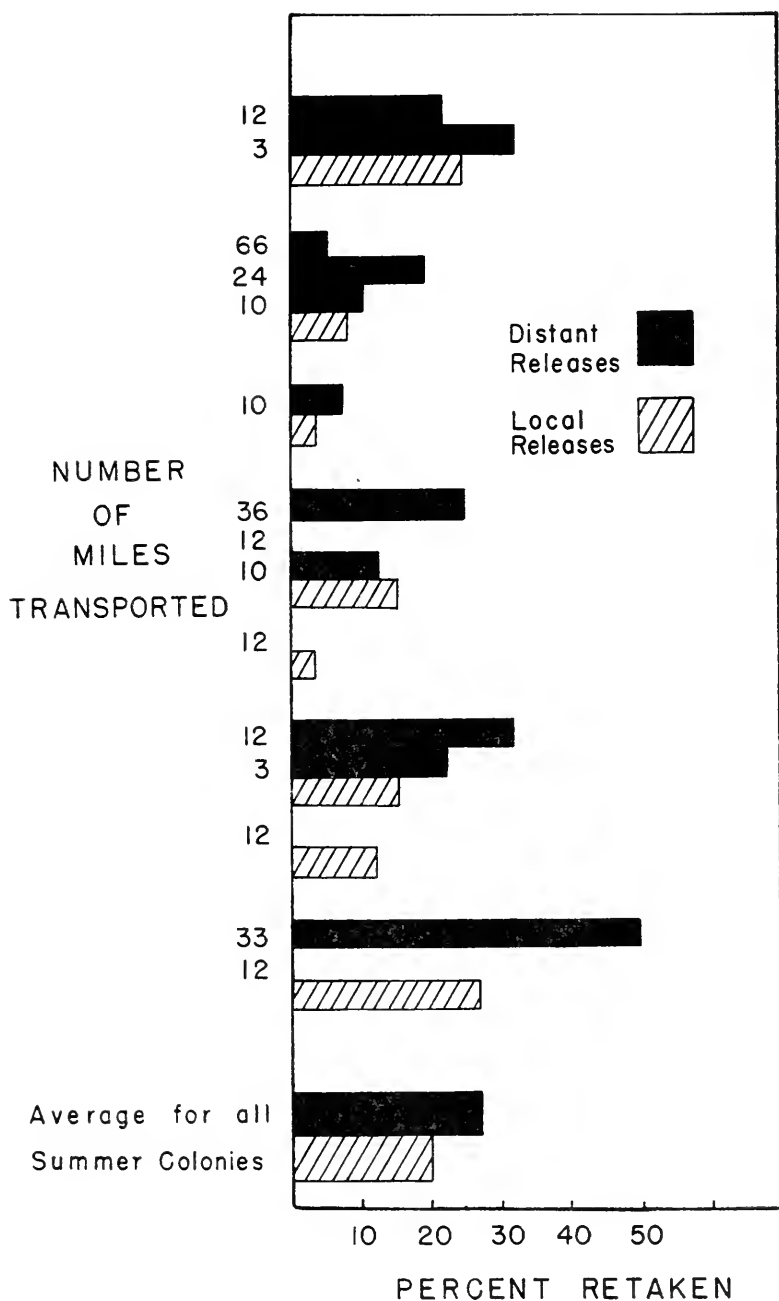 12
3
66
24
10
10
36
12
10
12
12
3
12
33
12
NUMBER
OF
MILES
TRANSPORTED
Distant
Releases
Local
Releases
Average for all
Summer Colonies
10 20 30 40 50
PERCENT RETAKEN